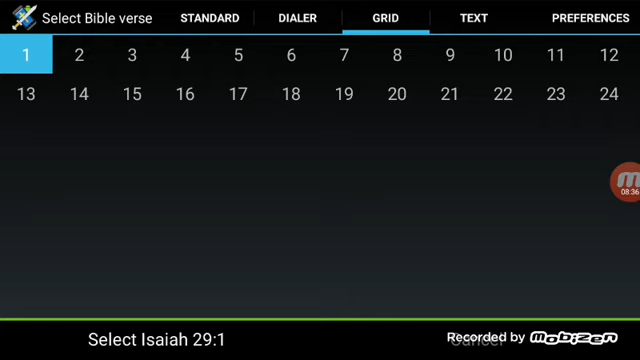 Select Bible verse STANDARD DIALER GRID TEXT PREFERENCES
1 2 3 4 5 6 7 8 9 10 11 12
13 14 15 16 17 18 19 20 21 22 23 24
08:36
Select Isaiah 29:1 Cancel
Recorded by Mobizen